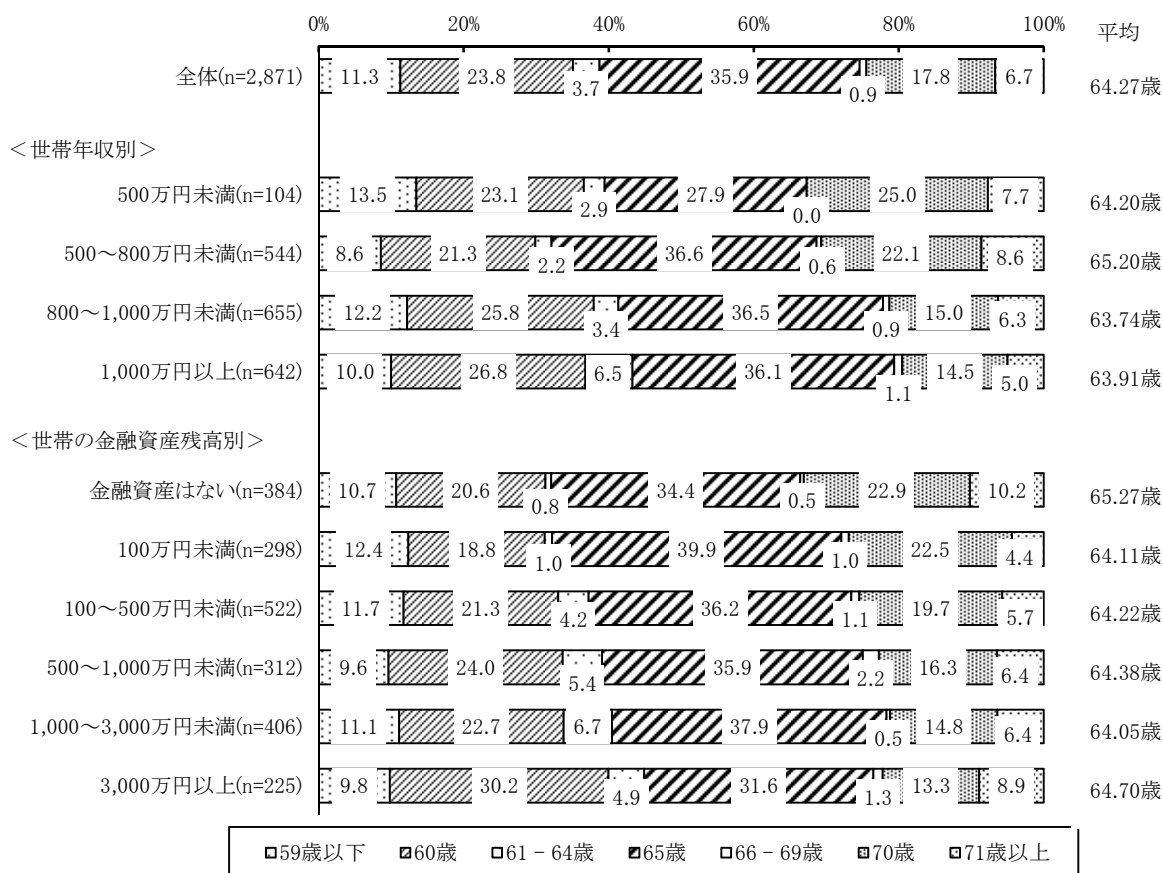 0% 20% 40% 60% 80% 100% 平均
全体(n=2,871) 11.3 23.8 3.7 35.9 0.9 17.8 6.7 64.27歳
＜世帯年収別＞
500万円未満(n=104) 13.5 23.1 2.9 27.9 0.0 25.0 7.7 64.20歳
500～800万円未満(n=544) 8.6 21.3 2.2 36.6 0.6 22.1 8.6 65.20歳
800～1,000万円未満(n=655) 12.2 25.8 3.4 36.5 0.9 15.0 6.3 63.74歳
1,000万円以上(n=642) 10.0 26.8 6.5 36.1 1.1 14.5 5.0 63.91歳
＜世帯の金融資産残高別＞
金融資産はない(n=384) 10.7 20.6 0.8 34.4 0.5 22.9 10.2 65.27歳
100万円未満(n=298) 12.4 18.8 1.0 39.9 1.0 22.5 4.4 64.11歳
100～500万円未満(n=522) 11.7 21.3 4.2 36.2 1.1 19.7 5.7 64.22歳
500～1,000万円未満(n=312) 9.6 24.0 5.4 35.9 2.2 16.3 6.4 64.38歳
1,000～3,000万円未満(n=406) 11.1 22.7 6.7 37.9 0.5 14.8 6.4 64.05歳
3,000万円以上(n=225) 9.8 30.2 4.9 31.6 1.3 13.3 8.9 64.70歳
59歳以下 60歳 61－64歳 65歳 66－69歳 70歳 71歳以上